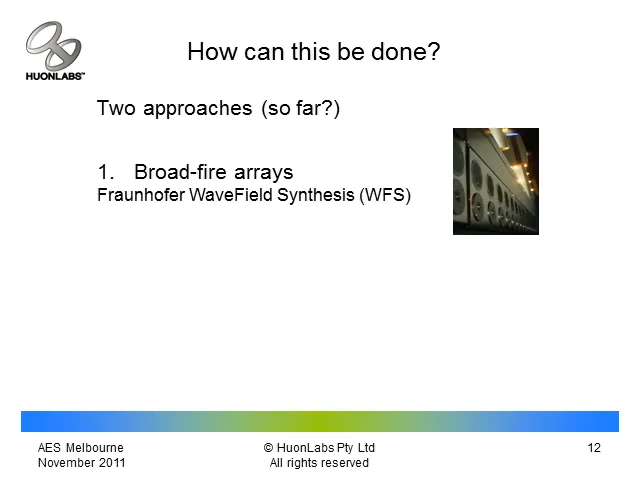 HUONLABS™
How can this be done?
Two approaches (so far?)
1. Broad-fire arrays
Fraunhofer WaveField Synthesis (WFS)
AES Melbourne
November 2011
© HuonLabs Pty Ltd
All rights reserved
12